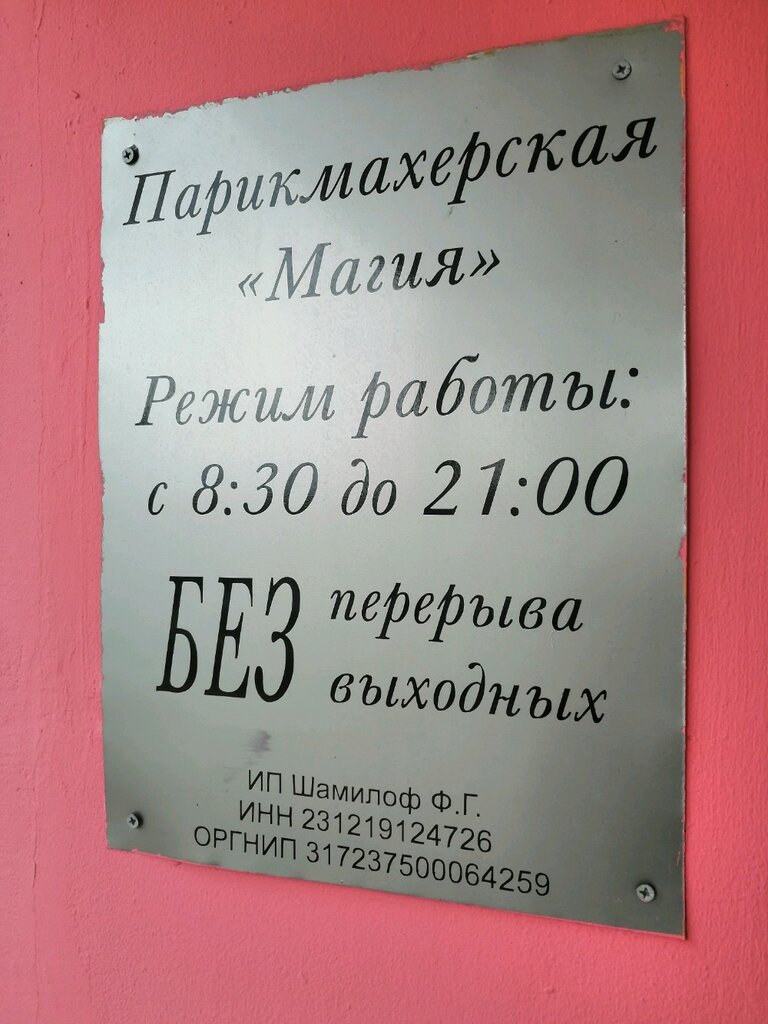 Парикмахерская
«Магия»
Режим работы:
с 8:30 до 21:00
БЕЗ перерыва
выходных
ИП Шамилоф Ф.Г.
ИНН 231219124726
ОРГНИП 317237500064259